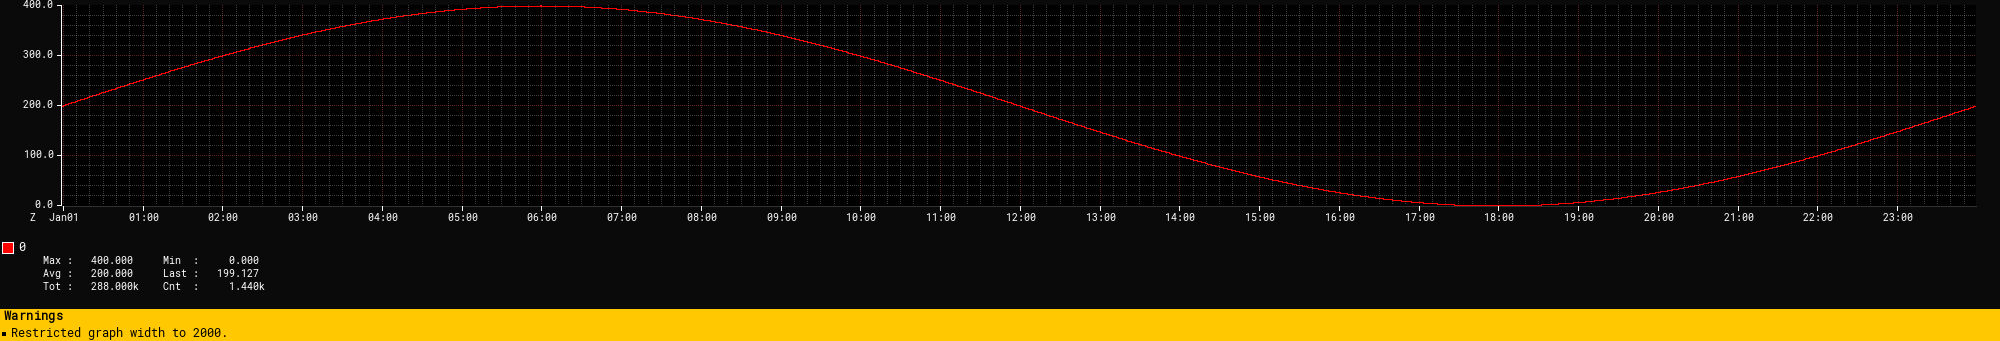 400.0
300.0
200.0
100.0
0.0
Z Jan01 01:00 02:00 03:00 04:00 05:00 06:00 07:00 08:00 09:00 10:00 11:00 12:00 13:00 14:00 15:00 16:00 17:00 18:00 19:00 20:00 21:00 22:00 23:00
0
Max : 400.000 Min : 0.000
Avg : 200.000 Last : 199.127
Tot : 288.000k Cnt : 1.440k
Warnings
▪ Restricted graph width to 2000.